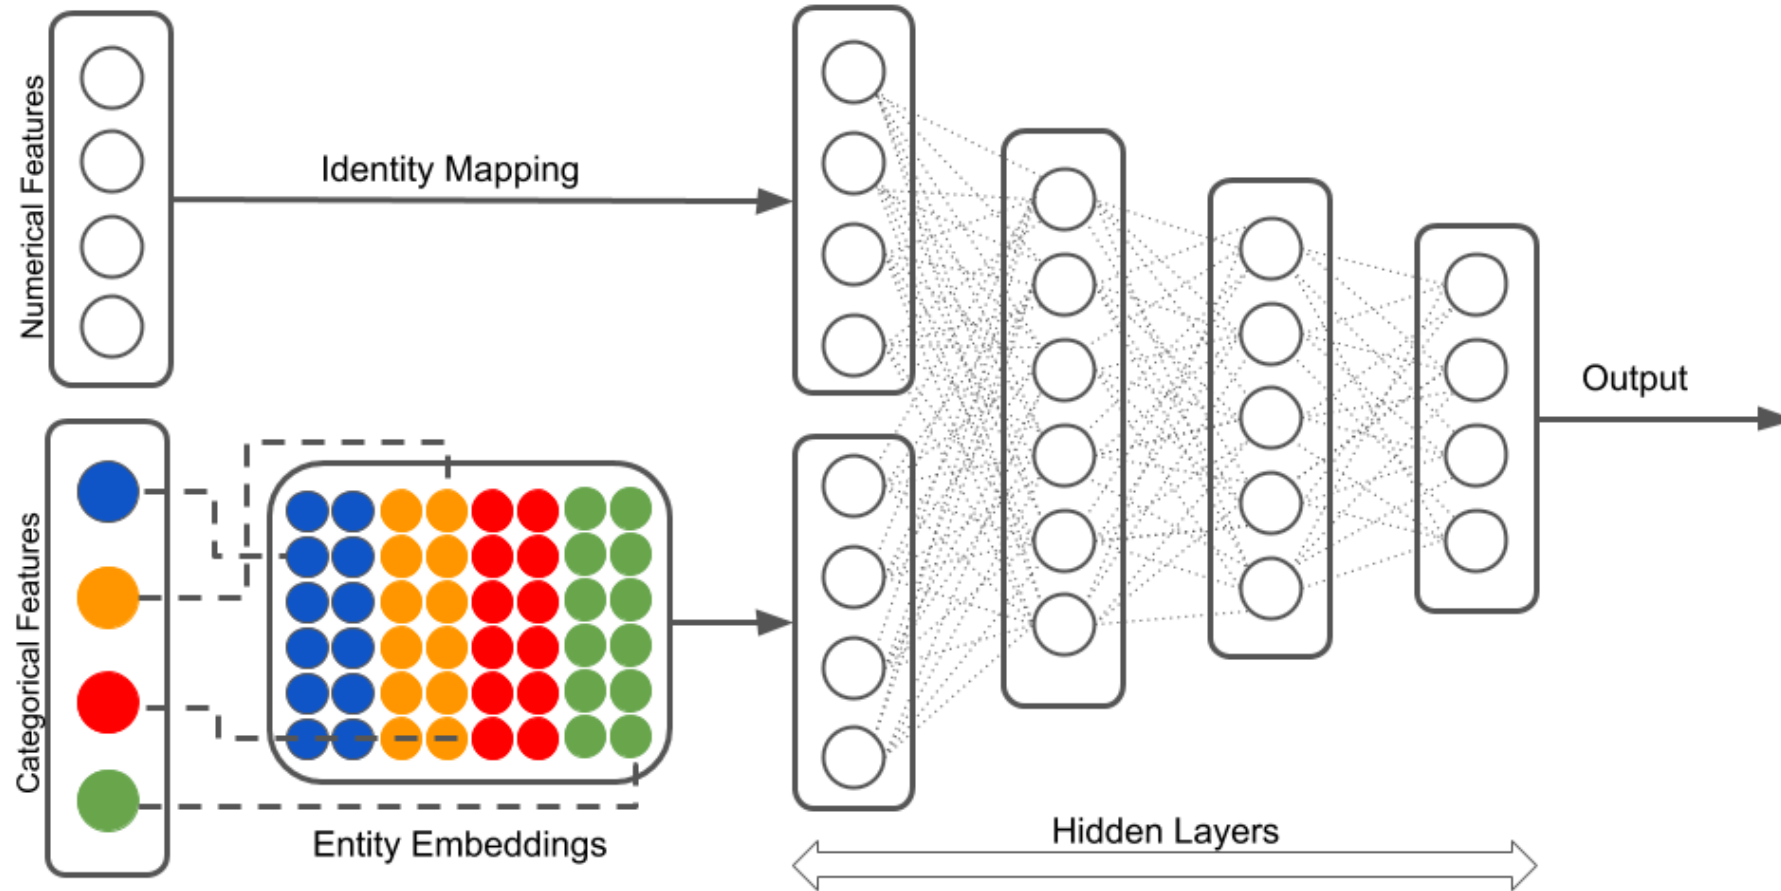 Numerical Features
Identity Mapping
Output
Categorical Features
Entity Embeddings
Hidden Layers